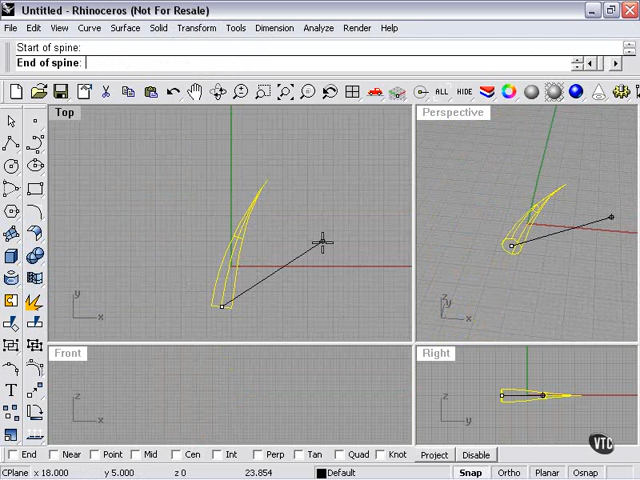 Untitled - Rhinoceros (Not For Resale)
File Edit View Curve Surface Solid Transform Tools Dimension Analyze Render Help
Start of spine:
End of spine:
ALL HIDE
Top
Perspective
y
x
z
y
x
T
Front
Right
z
x
z
y
VTC
End Near Point Mid Cen Int Perp Tan Quad Knot Project Disable
CPlane x 18.000 y 5.000 z 0 23.854 Default Snap Ortho Planar Osnap